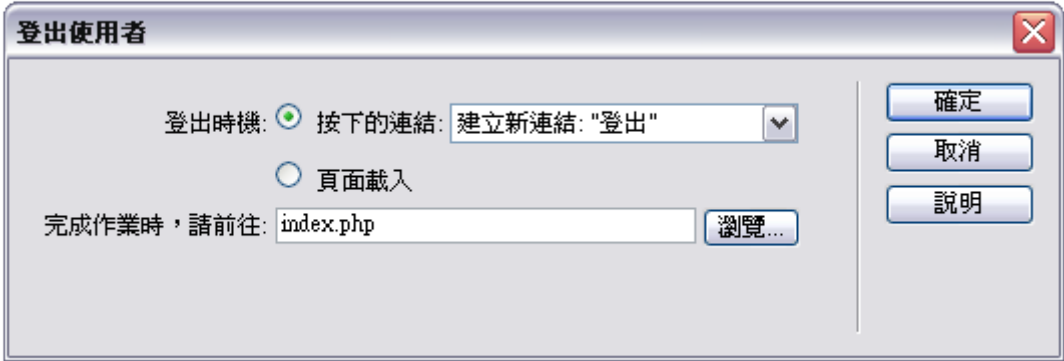 登出使用者
登出時機: 按下的連結: 建立新連結: "登出"
頁面載入
完成作業時，請前往: index.php 瀏覽...
確定
取消
說明